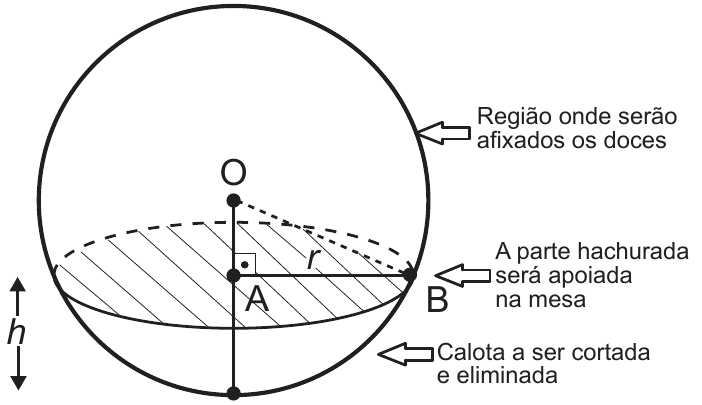 Região onde serão
afixados os doces
O
A parte hachurada
será apoiada
na mesa
r
A
B
h
Calota a ser cortada
e eliminada